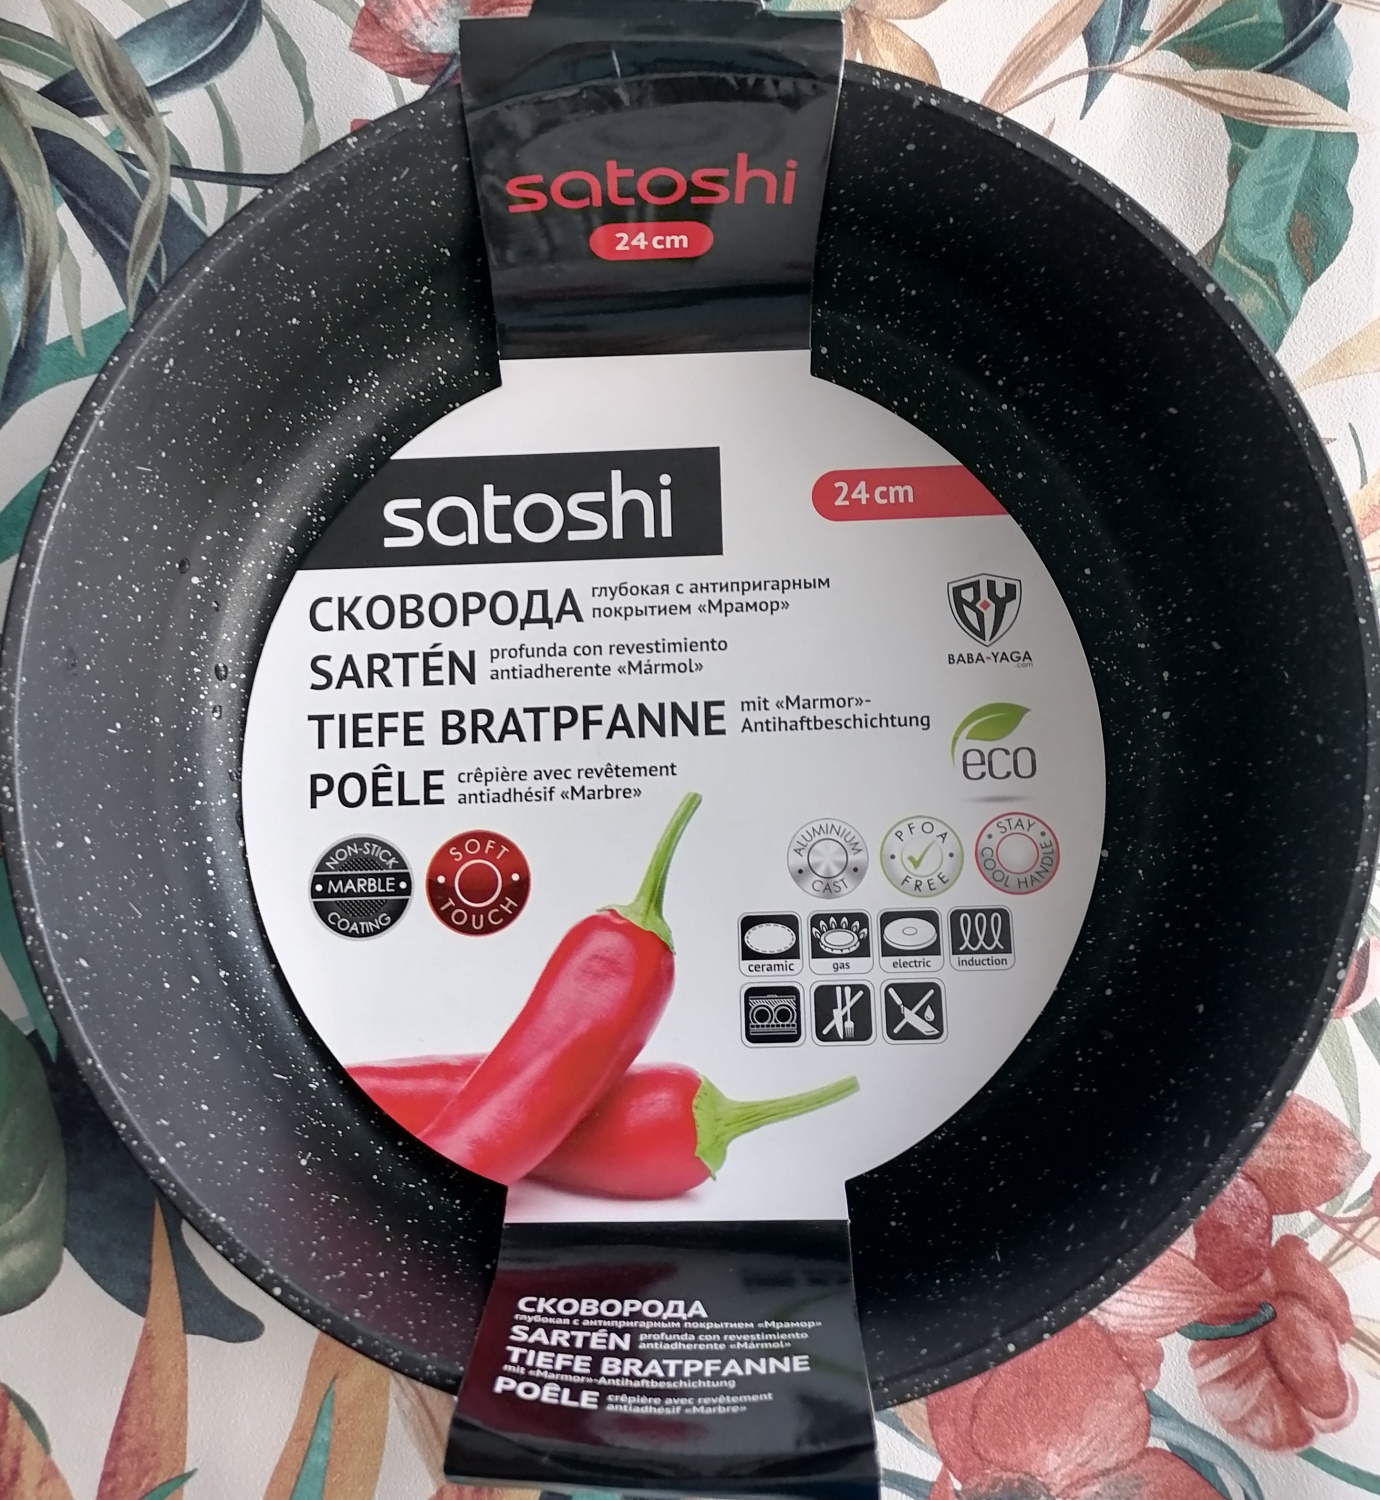 satoshi
24 cm
satoshi
24 cm
СКОВОРОДА глубокая с антипригарным
покрытием «Мрамор»
SARTÉN profunda con revestimiento
antiadherente «Mármol»
TIEFE BRATPFANNE mit «Marmor»-
Antihaftbeschichtung
POÊLE crêpière avec revêtement
antiadhésif «Marbre»
BY
BABA-YAGA
.com
eco
NON-STICK
MARBLE
COATING
SOFT
TOUCH
ALUMINIUM
CAST
PFOA
FREE
STAY
COOL HANDLE
ceramic
gas
electric
induction
СКОВОРОДА
глубокая с антипригарным покрытием «Мрамор»
SARTÉN profunda con revestimiento
antiadherente «Mármol»
TIEFE BRATPFANNE
mit «Marmor»-Antihaftbeschichtung
POÊLE crêpière avec revêtement
antiadhésif «Marbre»